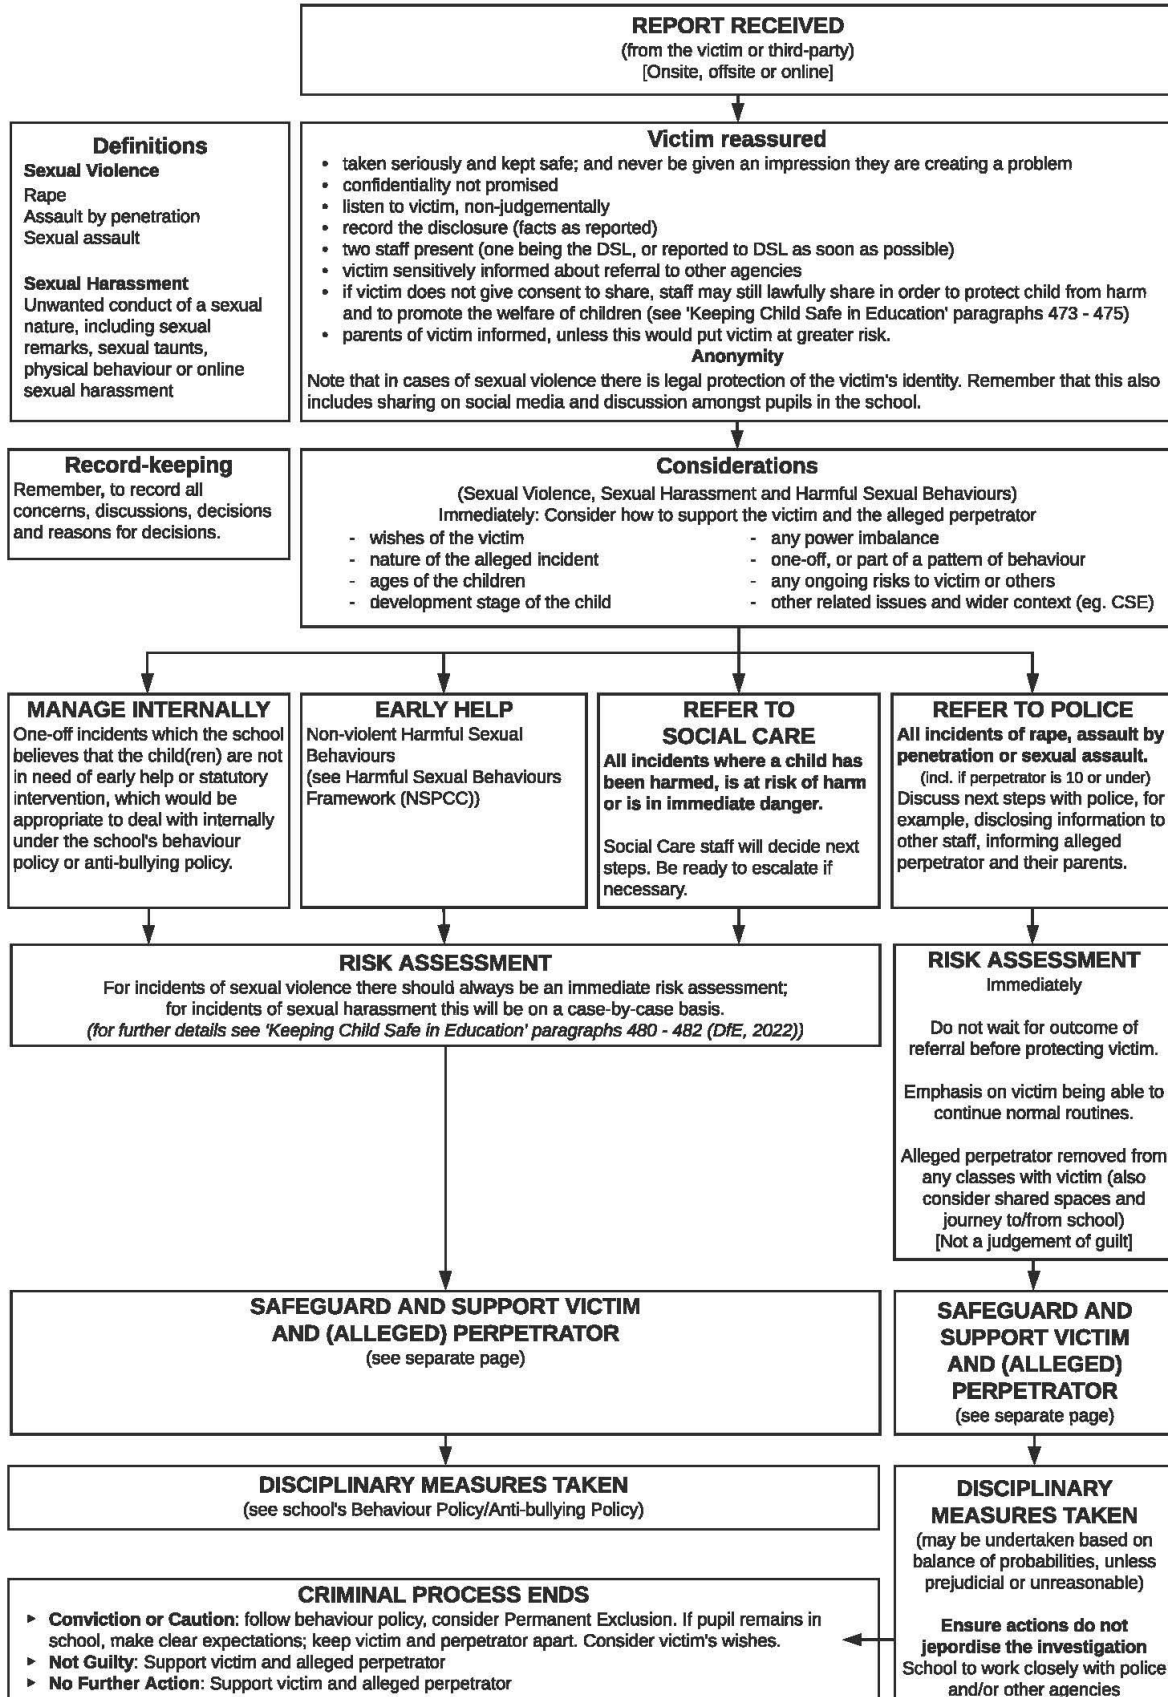 REPORT RECEIVED
(from the victim or third-party)
[Onsite, offsite or online]
Definitions
Sexual Violence
Rape
Assault by penetration
Sexual assault
Sexual Harassment
Unwanted conduct of a sexual
nature, including sexual
remarks, sexual taunts,
physical behaviour or online
sexual harassment
Victim reassured
• taken seriously and kept safe; and never be given an impression they are creating a problem
• confidentiality not promised
• listen to victim, non-judgementally
• record the disclosure (facts as reported)
• two staff present (one being the DSL, or reported to DSL as soon as possible)
• victim sensitively informed about referral to other agencies
• if victim does not give consent to share, staff may still lawfully share in order to protect child from harm
and to promote the welfare of children (see 'Keeping Child Safe in Education' paragraphs 473 - 475)
• parents of victim informed, unless this would put victim at greater risk.
Anonymity
Note that in cases of sexual violence there is legal protection of the victim's identity. Remember that this also
includes sharing on social media and discussion amongst pupils in the school.
Record-keeping
Remember, to record all
concerns, discussions, decisions
and reasons for decisions.
Considerations
(Sexual Violence, Sexual Harassment and Harmful Sexual Behaviours)
Immediately: Consider how to support the victim and the alleged perpetrator
- wishes of the victim
- nature of the alleged incident
- ages of the children
- development stage of the child
- any power imbalance
- one-off, or part of a pattern of behaviour
- any ongoing risks to victim or others
- other related issues and wider context (eg. CSE)
MANAGE INTERNALLY
One-off incidents which the school
believes that the child(ren) are not
in need of early help or statutory
intervention, which would be
appropriate to deal with internally
under the school's behaviour
policy or anti-bullying policy.
EARLY HELP
Non-violent Harmful Sexual
Behaviours
(see Harmful Sexual Behaviours
Framework (NSPCC))
REFER TO
SOCIAL CARE
All incidents where a child has
been harmed, is at risk of harm
or is in immediate danger.
Social Care staff will decide next
steps. Be ready to escalate if
necessary.
REFER TO POLICE
All incidents of rape, assault by
penetration or sexual assault.
(incl. if perpetrator is 10 or under)
Discuss next steps with police, for
example, disclosing information to
other staff, informing alleged
perpetrator and their parents.
RISK ASSESSMENT
For incidents of sexual violence there should always be an immediate risk assessment;
for incidents of sexual harassment this will be on a case-by-case basis.
(for further details see 'Keeping Child Safe in Education' paragraphs 480 - 482 (DfE, 2022))
RISK ASSESSMENT
Immediately
Do not wait for outcome of
referral before protecting victim.
Emphasis on victim being able to
continue normal routines.
Alleged perpetrator removed from
any classes with victim (also
consider shared spaces and
journey to/from school)
[Not a judgement of guilt]
SAFEGUARD AND SUPPORT VICTIM
AND (ALLEGED) PERPETRATOR
(see separate page)
SAFEGUARD AND
SUPPORT VICTIM
AND (ALLEGED)
PERPETRATOR
(see separate page)
DISCIPLINARY MEASURES TAKEN
(see school's Behaviour Policy/Anti-bullying Policy)
DISCIPLINARY
MEASURES TAKEN
(may be undertaken based on
balance of probabilities, unless
prejudicial or unreasonable)
Ensure actions do not
jepordise the investigation
School to work closely with police
and/or other agencies
CRIMINAL PROCESS ENDS
► Conviction or Caution: follow behaviour policy, consider Permanent Exclusion. If pupil remains in
school, make clear expectations; keep victim and perpetrator apart. Consider victim's wishes.
► Not Guilty: Support victim and alleged perpetrator
► No Further Action: Support victim and alleged perpetrator